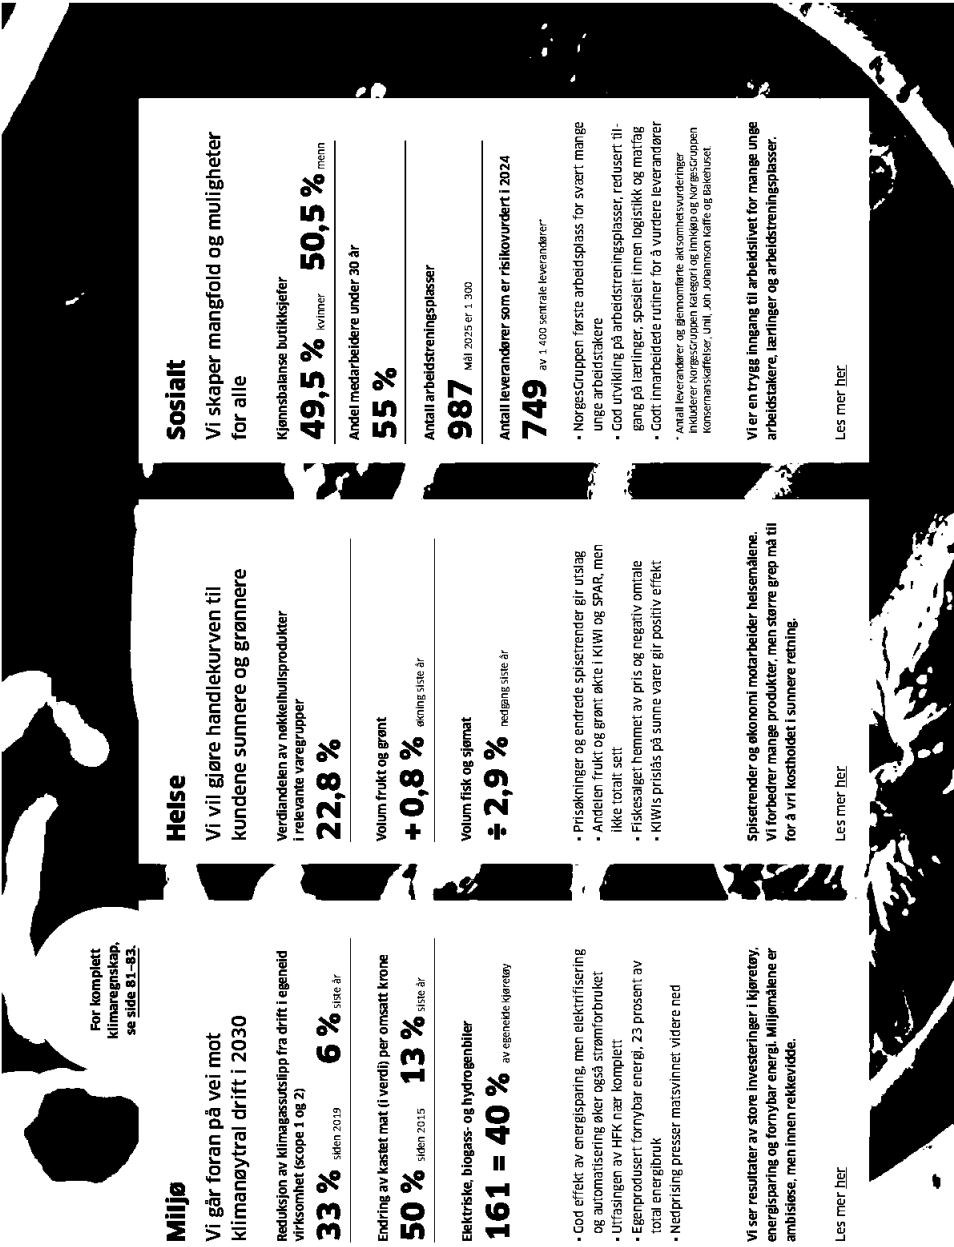 For komplett
klimaregnskap,
se side 81–83.
Miljø
Vi går foran på vei mot
klimanøytral drift i 2030
Reduksjon av klimagassutslipp fra drift i egeneid
virksomhet (scope 1 og 2)
33 % siden 2019 6 % siste år
Endring av kastet mat (i verdi) per omsatt krone
50 % siden 2015 13 % siste år
Elektriske, biogass- og hydrogenbiler
161 = 40 % av egeneide kjøretøy
• God effekt av energisparing, men elektrifisering
og automatisering øker også strømforbruket
• Utfasingen av HFK nær komplett
• Egenprodusert fornybar energi, 23 prosent av
total energibruk
• Nedprising presser matsvinnet videre ned
Vi ser resultater av store investeringer i kjøretøy,
energisparing og fornybar energi. Miljømålene er
ambisiøse, men innen rekkevidde.
Les mer her
Helse
Vi vil gjøre handlekurven til
kundene sunnere og grønnere
Verdiandelen av nøkkelhullsprodukter
i relevante varegrupper
22,8 %
Volum frukt og grønt
+ 0,8 % økning siste år
Volum fisk og sjømat
÷ 2,9 % nedgang siste år
• Prisøkninger og endrede spisetrender gir utslag
• Andelen frukt og grønt økte i KIWI og SPAR, men
ikke totalt sett
• Fiskesalget hemmet av pris og negativ omtale
• KIWIs prislås på sunne varer gir positiv effekt
Spisetrender og økonomi motarbeider helsemålene.
Vi forbedrer mange produkter, men større grep må til
for å vri kostholdet i sunnere retning.
Les mer her
Sosialt
Vi skaper mangfold og muligheter
for alle
Kjønnsbalanse butikksjefer
49,5 % kvinner 50,5 % menn
Andel medarbeidere under 30 år
55 %
Antall arbeidstreningsplasser
987 Mål 2025 er 1 300
Antall leverandører som er risikovurdert i 2024
749 av 1 400 sentrale leverandører*
• NorgesGruppen første arbeidsplass for svært mange
unge arbeidstakere
• God utvikling på arbeidstreningsplasser, redusert til-
gang på lærlinger, spesielt innen logistikk og matfag
• Godt innarbeidede rutiner for å vurdere leverandører
* Antall leverandører og gjennomførte aktsomhetsvurderinger
inkluderer NorgesGruppen Kategori og innkjøp og NorgesGruppen
Konsernanskaffelser, Unil, Joh Johannson Kaffe og Bakehuset.
Vi er en trygg inngang til arbeidslivet for mange unge
arbeidstakere, lærlinger og arbeidstreningsplasser.
Les mer her